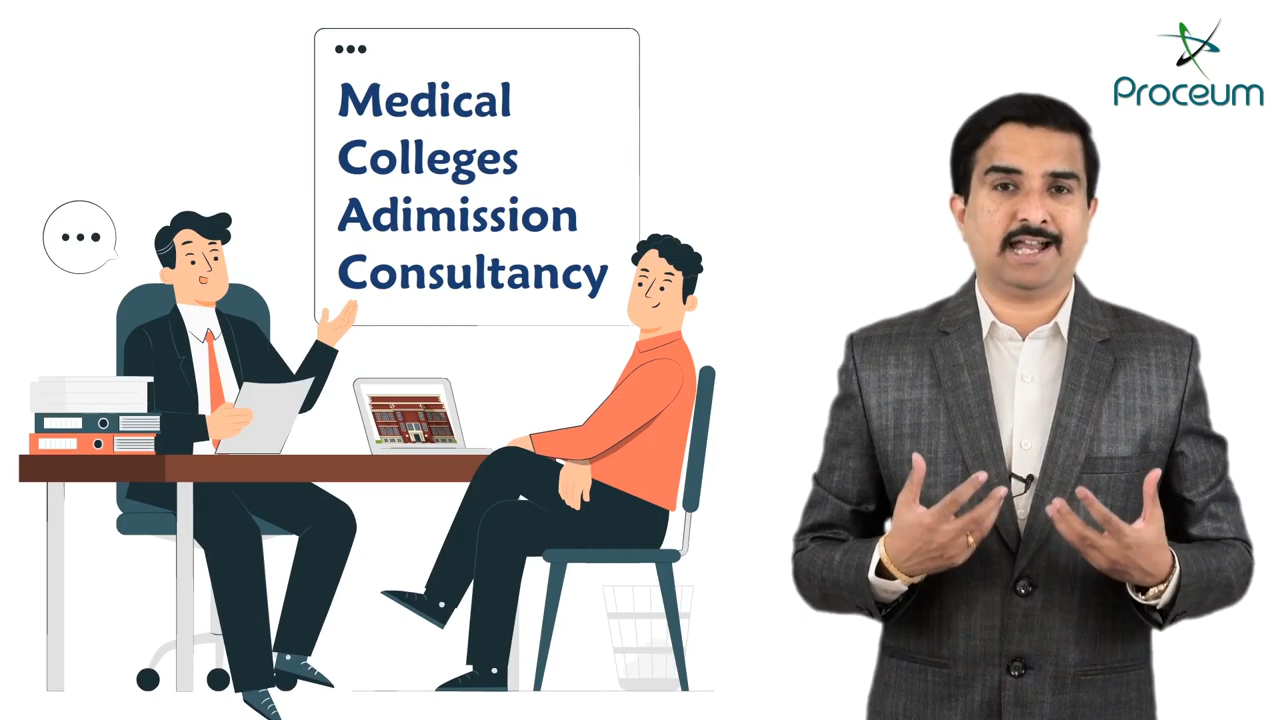 Medical
Colleges
Adimission
Consultancy
Proceum